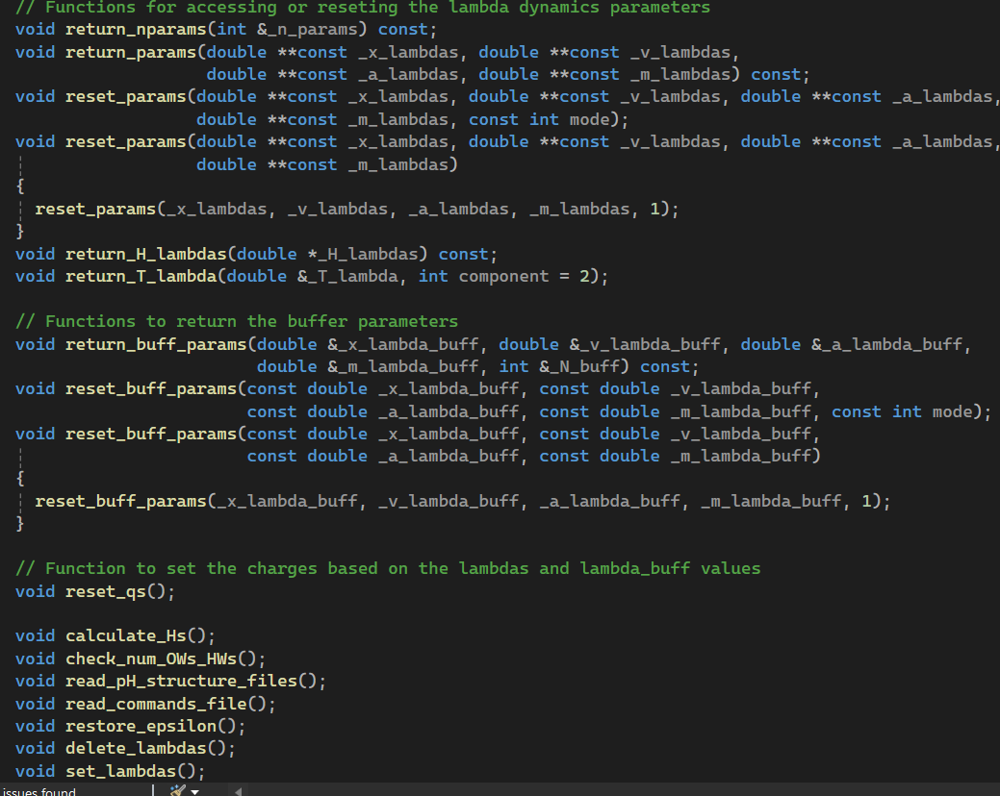 // Functions for accessing or reseting the lambda dynamics parameters
void return_nparams(int &_n_params) const;
void return_params(double **const _x_lambdas, double **const _v_lambdas,
double **const _a_lambdas, double **const _m_lambdas) const;
void reset_params(double **const _x_lambdas, double **const _v_lambdas, double **const _a_lambdas,
double **const _m_lambdas, const int mode);
void reset_params(double **const _x_lambdas, double **const _v_lambdas, double **const _a_lambdas,
double **const _m_lambdas)
{
reset_params(_x_lambdas, _v_lambdas, _a_lambdas, _m_lambdas, 1);
}
void return_H_lambdas(double *_H_lambdas) const;
void return_T_lambda(double &_T_lambda, int component = 2);
// Functions to return the buffer parameters
void return_buff_params(double &_x_lambda_buff, double &_v_lambda_buff, double &_a_lambda_buff,
double &_m_lambda_buff, int &_N_buff) const;
void reset_buff_params(const double _x_lambda_buff, const double _v_lambda_buff,
const double _a_lambda_buff, const double _m_lambda_buff, const int mode);
void reset_buff_params(const double _x_lambda_buff, const double _v_lambda_buff,
const double _a_lambda_buff, const double _m_lambda_buff)
{
reset_buff_params(_x_lambda_buff, _v_lambda_buff, _a_lambda_buff, _m_lambda_buff, 1);
}
// Function to set the charges based on the lambdas and lambda_buff values
void reset_qs();
void calculate_Hs();
void check_num_OWs_HWs();
void read_pH_structure_files();
void read_commands_file();
void restore_epsilon();
void delete_lambdas();
void set_lambdas();
issues found